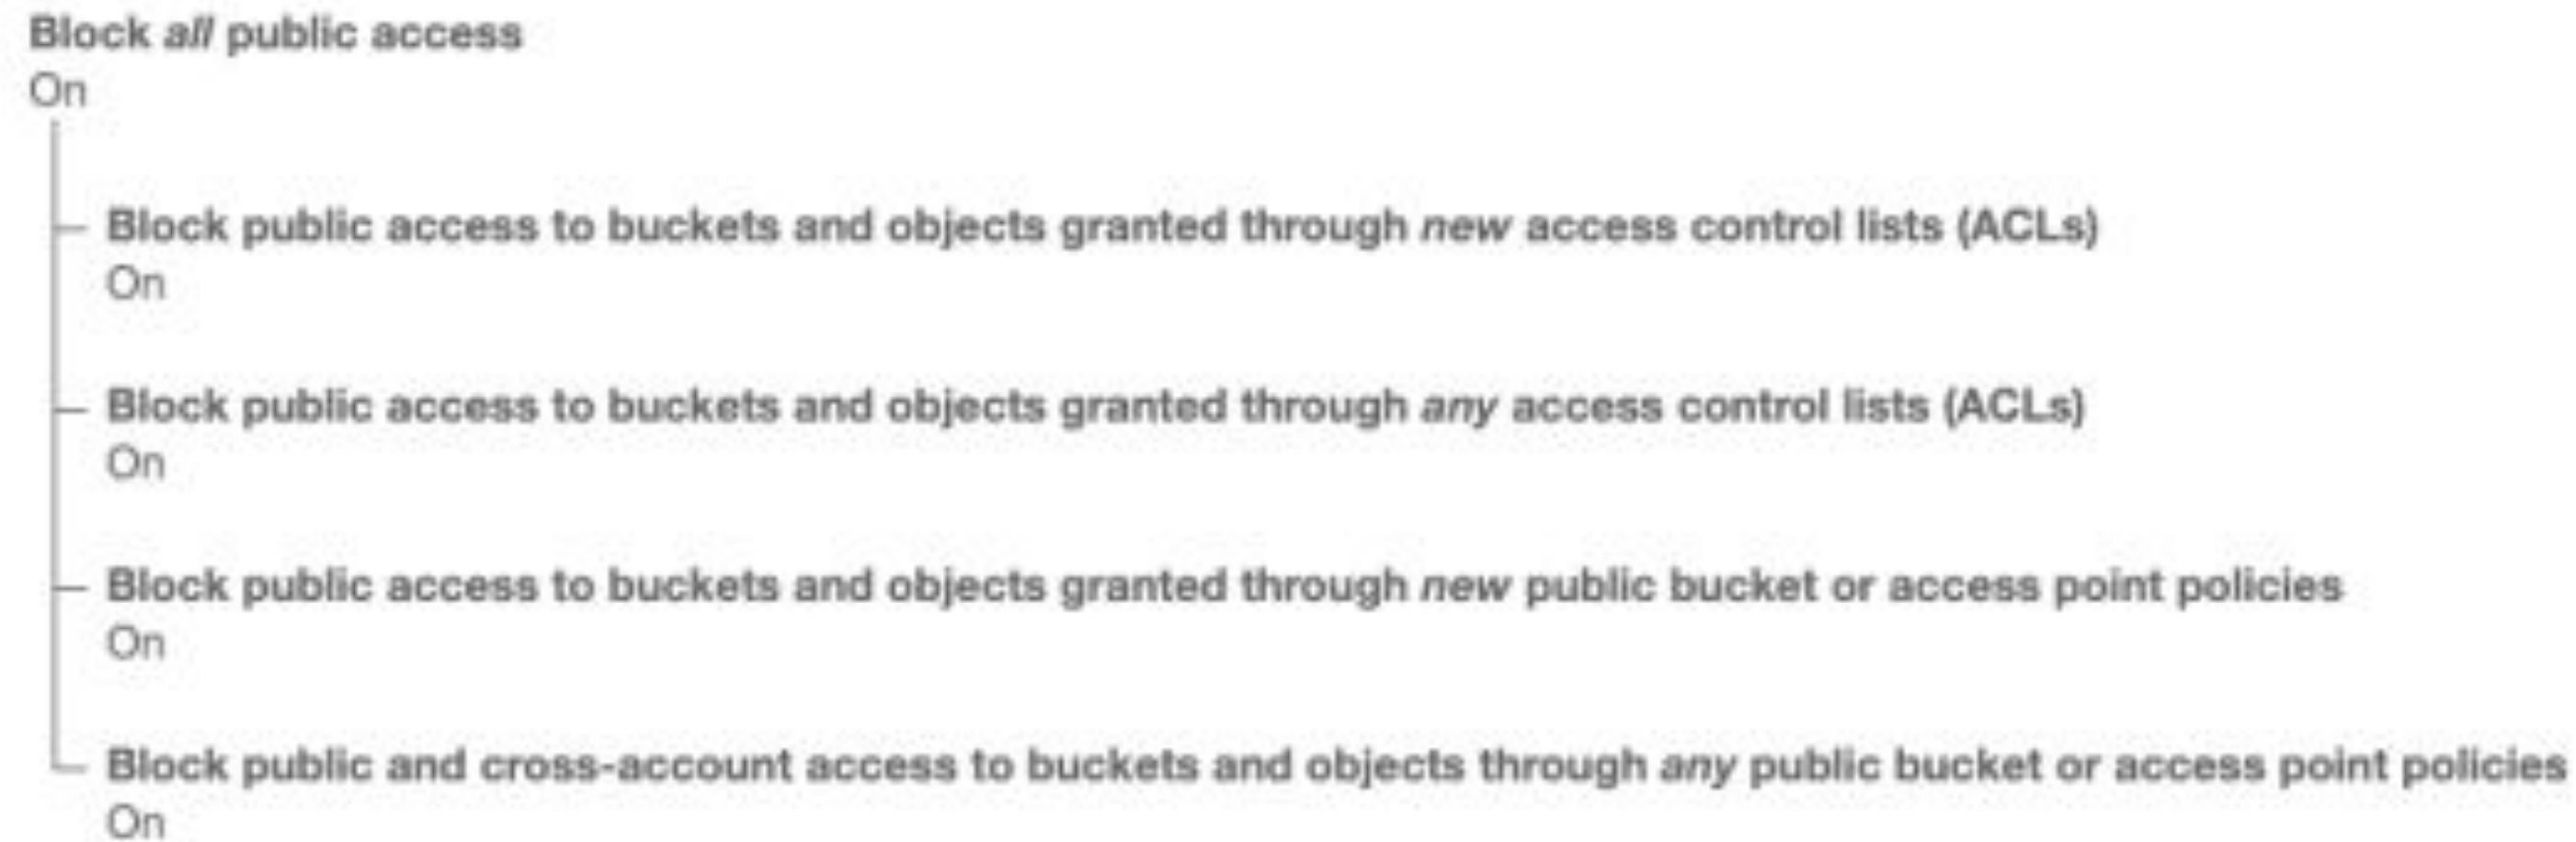 Block all public access
On
Block public access to buckets and objects granted through new access control lists (ACLs)
On
Block public access to buckets and objects granted through any access control lists (ACLs)
On
Block public access to buckets and objects granted through new public bucket or access point policies
On
Block public and cross-account access to buckets and objects through any public bucket or access point policies
On